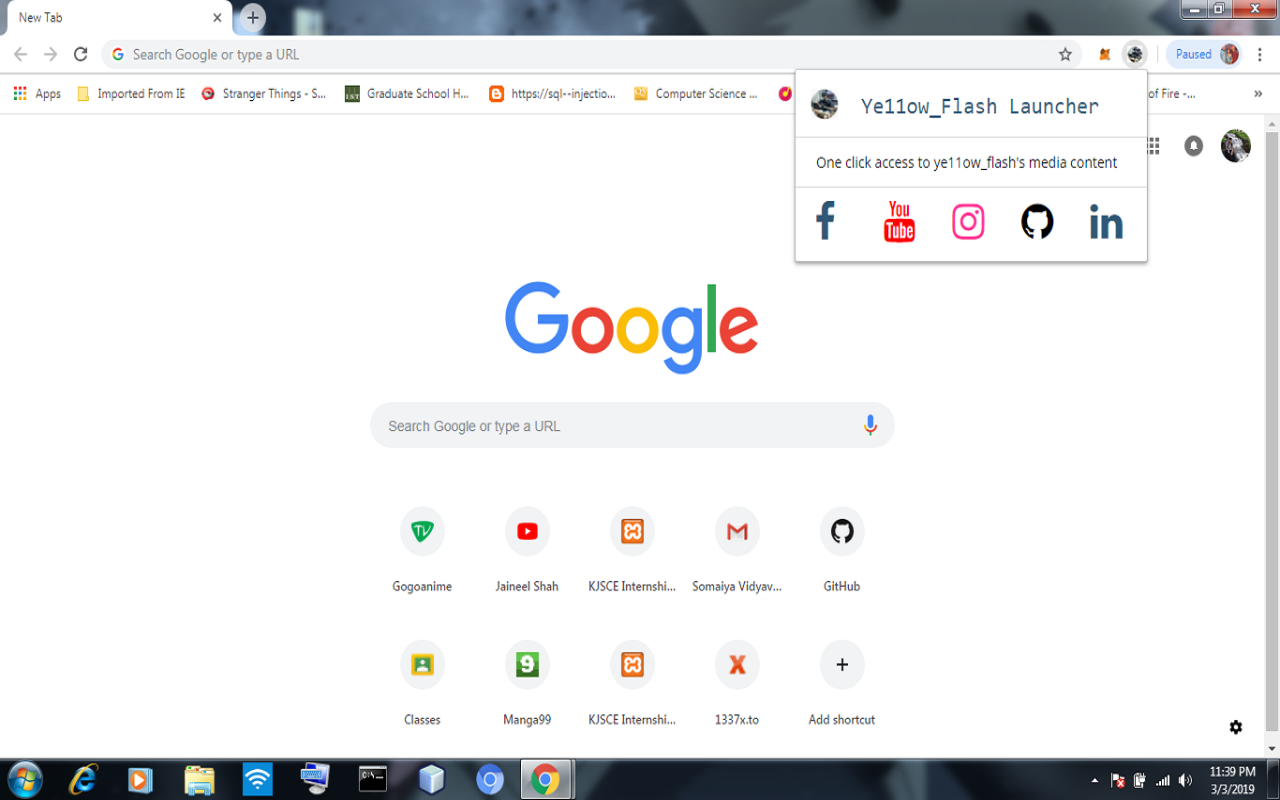 New Tab
Search Google or type a URL
Paused
Apps
Imported From IE
Stranger Things - S...
Graduate School H...
https://sql--injectio...
Computer Science ...
of Fire -...
»
Ye11ow_Flash Launcher
One click access to ye11ow_flash's media content
f
You
Tube
in
Google
Search Google or type a URL
TV
Gogoanime
Jaineel Shah
KJSCE Internshi...
Somaiya Vidyav...
GitHub
9
X
Classes
Manga99
KJSCE Internshi...
1337x.to
Add shortcut
C:\_
11:39 PM
3/3/2019